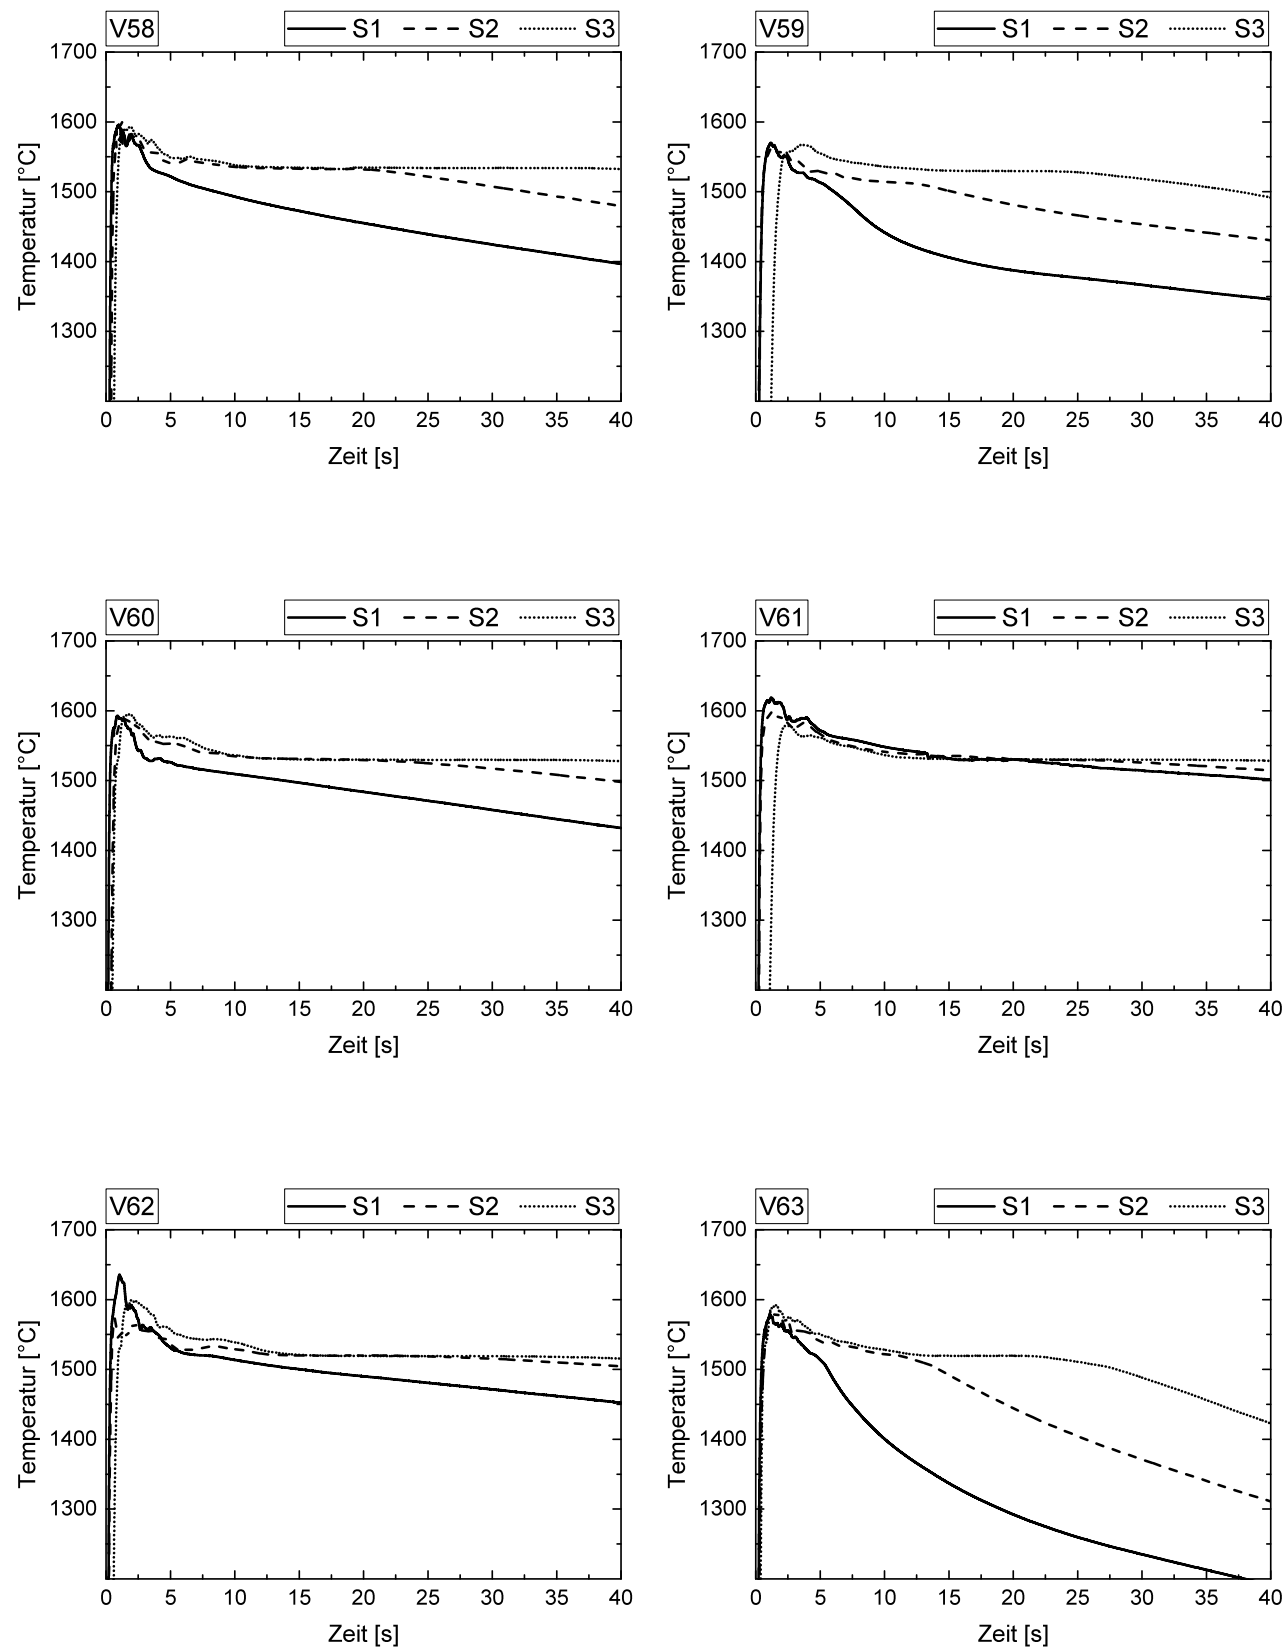 V58 S1 S2 S3
1700
1600
1500
1400
1300
Temperatur [°C]
0 5 10 15 20 25 30 35 40
Zeit [s]
V59 S1 S2 S3
1700
1600
1500
1400
1300
Temperatur [°C]
0 5 10 15 20 25 30 35 40
Zeit [s]
V60 S1 S2 S3
1700
1600
1500
1400
1300
Temperatur [°C]
0 5 10 15 20 25 30 35 40
Zeit [s]
V61 S1 S2 S3
1700
1600
1500
1400
1300
Temperatur [°C]
0 5 10 15 20 25 30 35 40
Zeit [s]
V62 S1 S2 S3
1700
1600
1500
1400
1300
Temperatur [°C]
0 5 10 15 20 25 30 35 40
Zeit [s]
V63 S1 S2 S3
1700
1600
1500
1400
1300
Temperatur [°C]
0 5 10 15 20 25 30 35 40
Zeit [s]